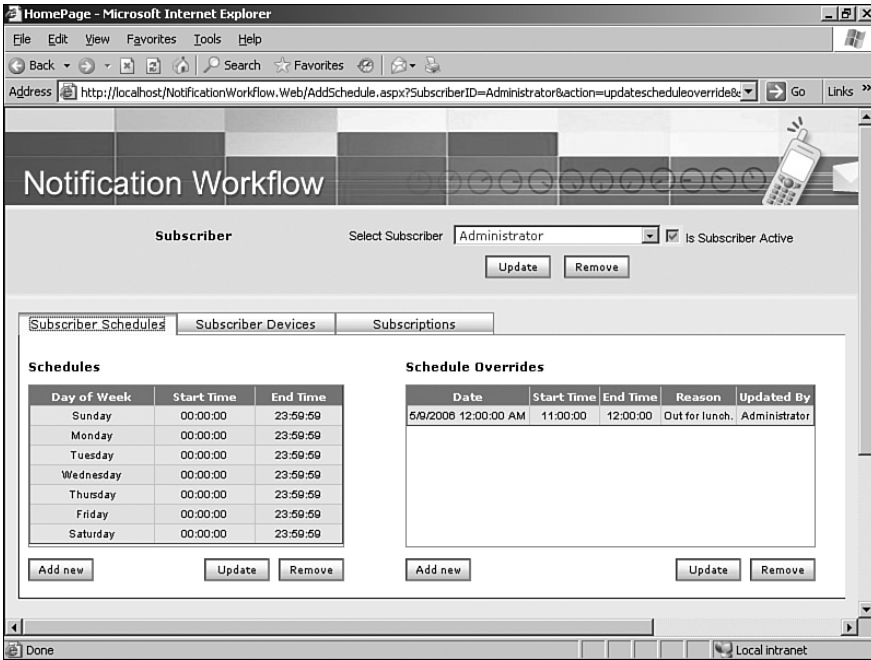 HomePage - Microsoft Internet Explorer
File Edit View Favorites Tools Help
Back Search Favorites
Address http://localhost/NotificationWorkflow.Web/AddSchedule.aspx?SubscriberID=Administrator&action=updatescheduleoverride& Go Links »
Notification Workflow
Subscriber Select Subscriber Administrator Is Subscriber Active
Update Remove
Subscriber Schedules Subscriber Devices Subscriptions
Schedules Schedule Overrides
Day of Week Start Time End Time Date Start Time End Time Reason Updated By
Sunday 00:00:00 23:59:59 5/9/2006 12:00:00 AM 11:00:00 12:00:00 Out for lunch. Administrator
Monday 00:00:00 23:59:59
Tuesday 00:00:00 23:59:59
Wednesday 00:00:00 23:59:59
Thursday 00:00:00 23:59:59
Friday 00:00:00 23:59:59
Saturday 00:00:00 23:59:59
Add new Update Remove Add new Update Remove
Done Local intranet